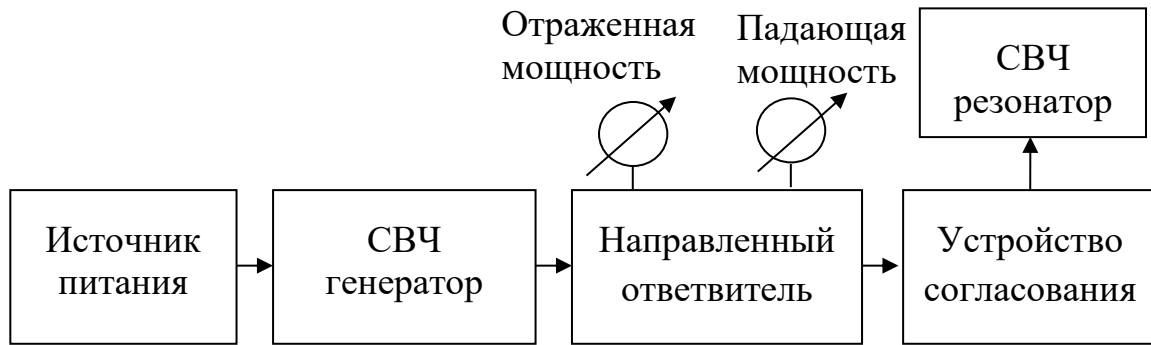 Отраженная
мощность
Падающая
мощность
СВЧ
резонатор
Источник
питания
СВЧ
генератор
Направленный
ответвитель
Устройство
согласования